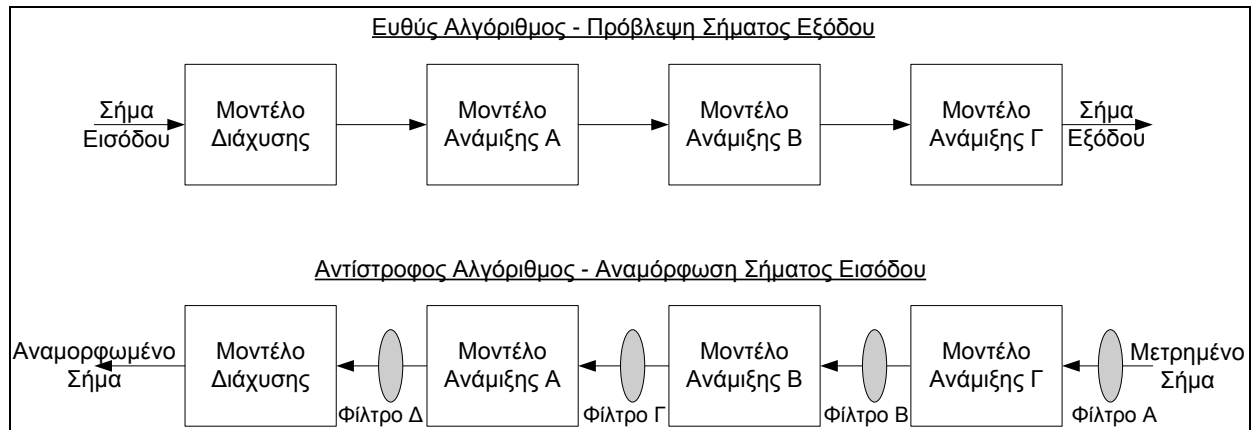 Ευθύς Αλγόριθμος - Πρόβλεψη Σήματος Εξόδου
Σήμα
Εισόδου
Μοντέλο
Διάχυσης
Μοντέλο
Ανάμιξης Α
Μοντέλο
Ανάμιξης Β
Μοντέλο
Ανάμιξης Γ
Σήμα
Εξόδου
Αντίστροφος Αλγόριθμος - Αναμόρφωση Σήματος Εισόδου
Αναμορφωμένο
Σήμα
Μοντέλο
Διάχυσης
Φίλτρο Δ
Μοντέλο
Ανάμιξης Α
Φίλτρο Γ
Μοντέλο
Ανάμιξης Β
Φίλτρο Β
Μοντέλο
Ανάμιξης Γ
Φίλτρο Α
Μετρημένο
Σήμα